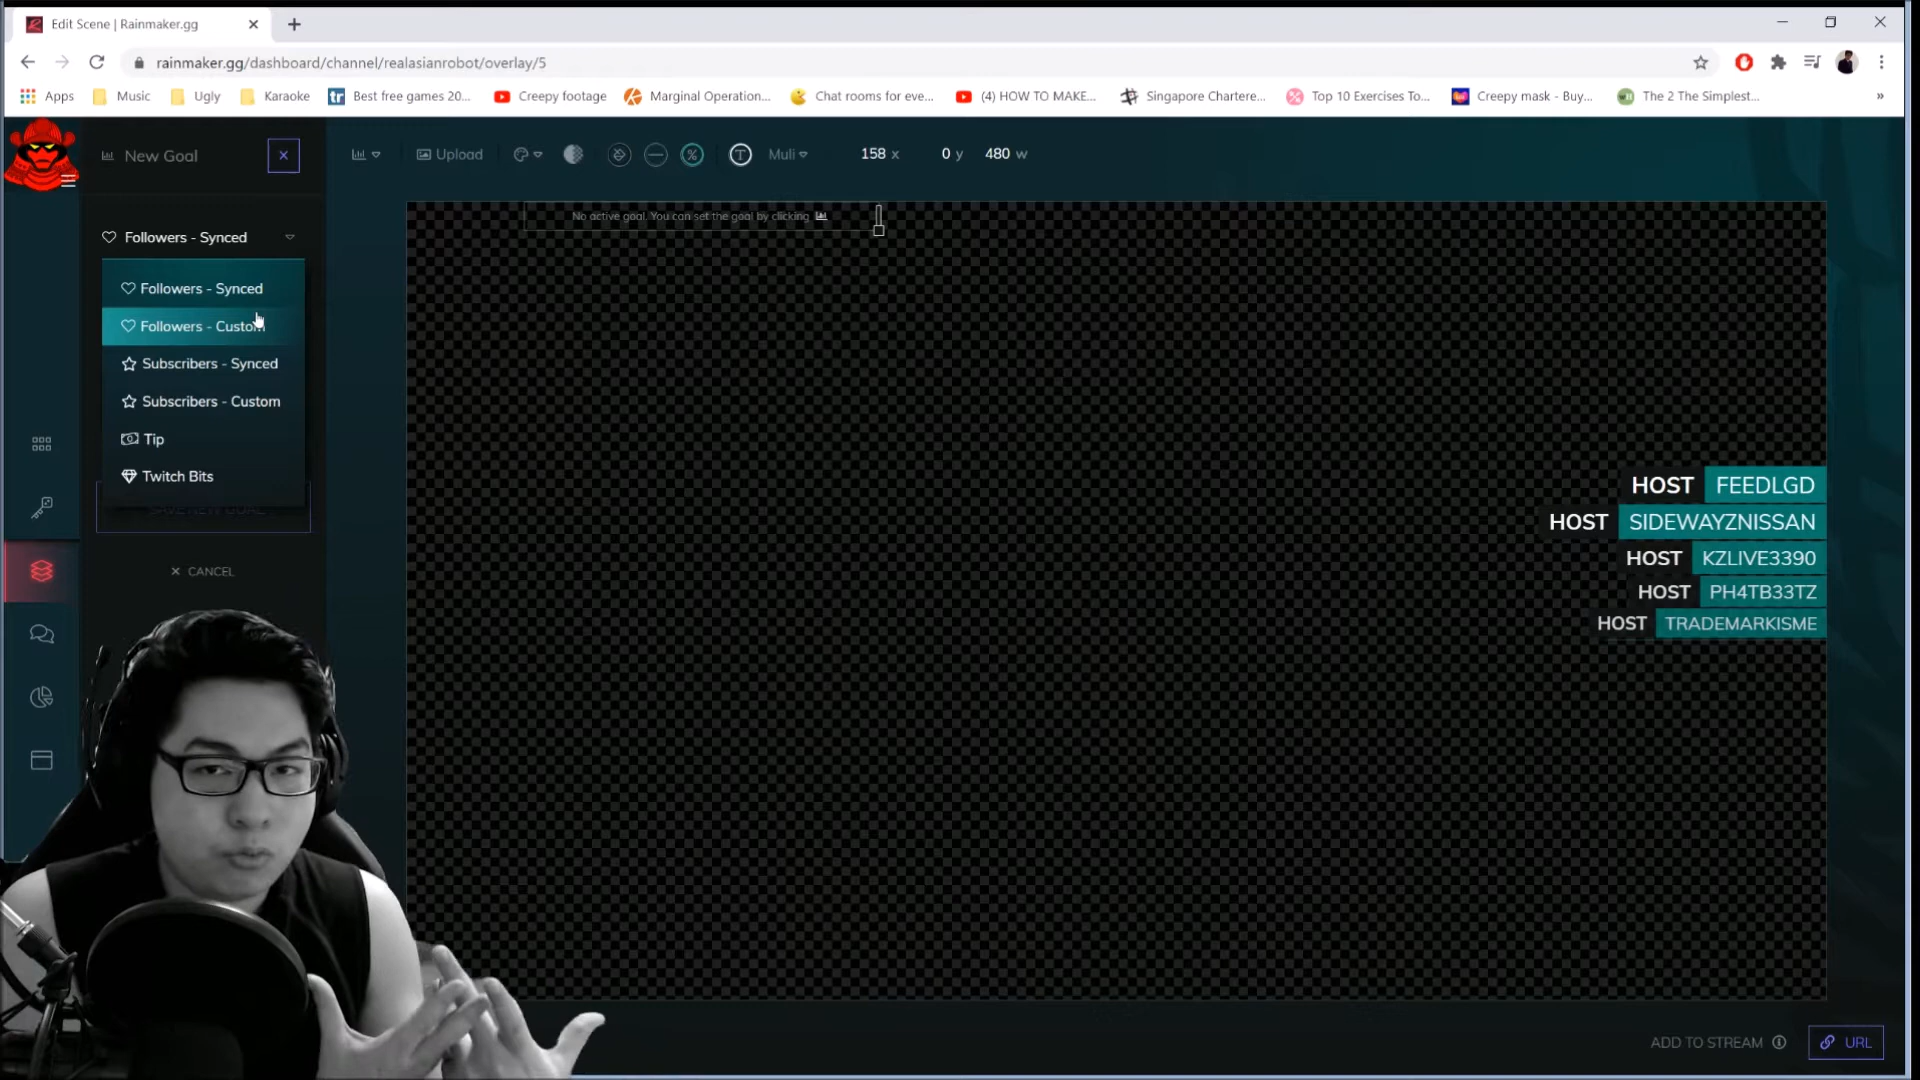 Edit Scene | Rainmaker.gg
rainmaker.gg/dashboard/channel/realasianrobot/overlay/5
Apps Music Ugly Karaoke tr Best free games 20... Creepy footage Marginal Operation... Chat rooms for eve... (4) HOW TO MAKE... Singapore Chartere... Top 10 Exercises To... Creepy mask - Buy... The 2 The Simplest... »
New Goal
Upload Muli 158 x 0 y 480 w
No active goal. You can set the goal by clicking
Followers - Synced
Followers - Synced
Followers - Custom
Subscribers - Synced
Subscribers - Custom
Tip
Twitch Bits
SAVE NEW GOAL
CANCEL
HOST FEEDLGD
HOST SIDEWAYZNISSAN
HOST KZLIVE3390
HOST PH4TB33TZ
HOST TRADEMARKISME
ADD TO STREAM URL